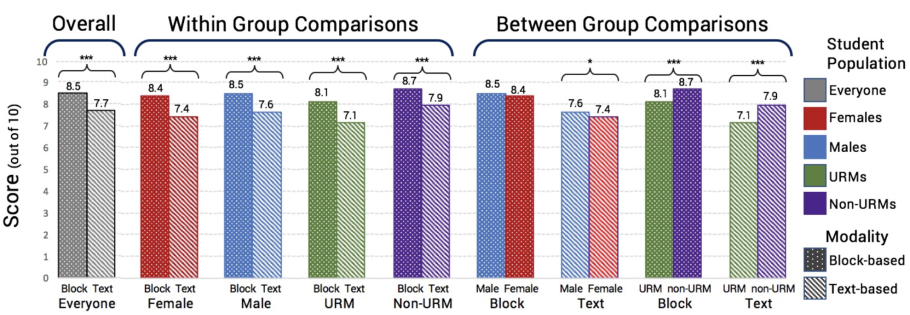 Overall
Within Group Comparisons
Between Group Comparisons
Score (out of 10)
10
9
8
7
6
5
4
3
2
1
0
***
8.5
7.7
***
8.4
7.4
***
8.5
7.6
***
8.1
7.1
***
8.7
7.9
8.5
8.4
*
7.6
7.4
***
8.1
8.7
***
7.1
7.9
Block Text
Everyone
Block Text
Female
Block Text
Male
Block Text
URM
Block Text
Non-URM
Male Female
Block
Male Female
Text
URM non-URM
Block
URM non-URM
Text
Student
Population
Everyone
Females
Males
URMs
Non-URMs
Modality
Block-based
Text-based